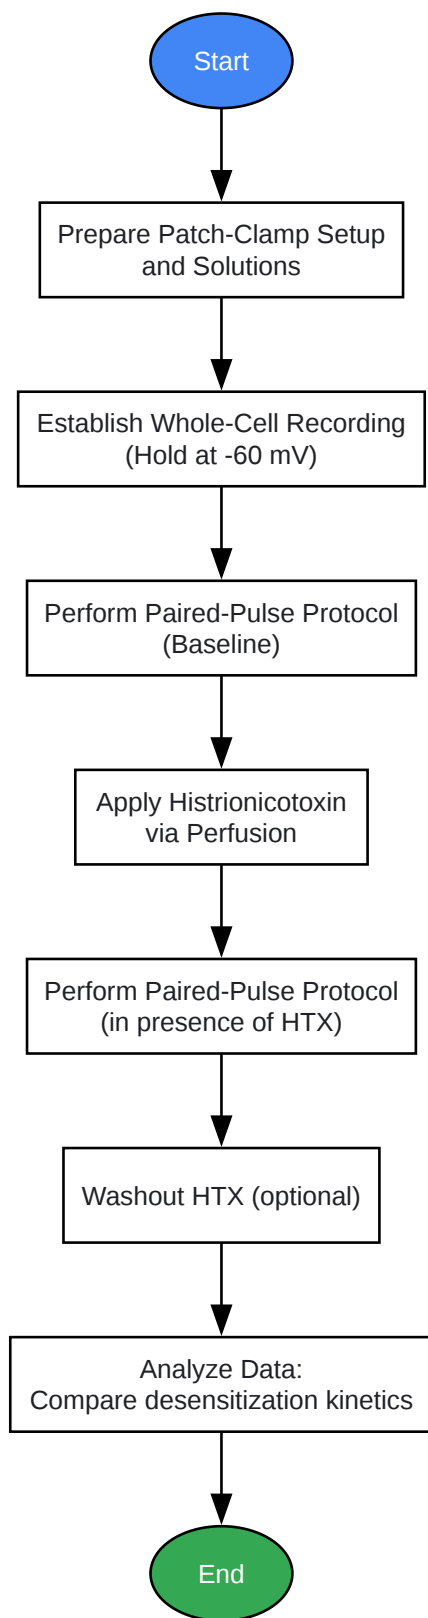 Start
Prepare Patch-Clamp Setup
and Solutions
Establish Whole-Cell Recording
(Hold at -60 mV)
Perform Paired-Pulse Protocol
(Baseline)
Apply Histrionicotoxin
via Perfusion
Perform Paired-Pulse Protocol
(in presence of HTX)
Washout HTX (optional)
Analyze Data:
Compare desensitization kinetics
End